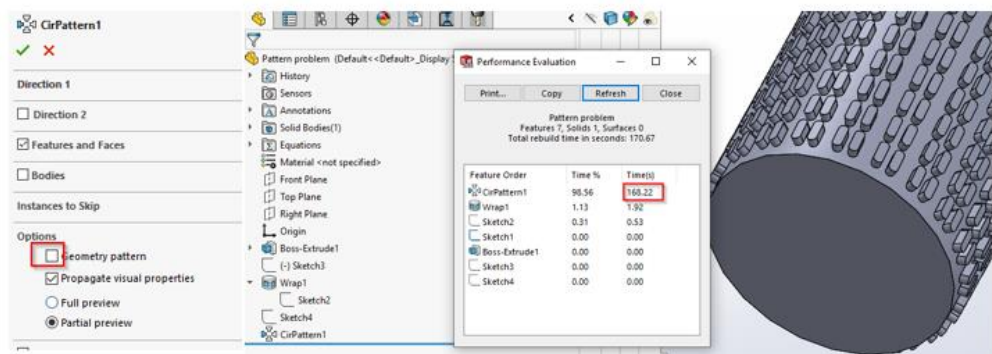 CirPattern1
Direction 1
Direction 2
Features and Faces
Bodies
Instances to Skip
Options
Geometry pattern
Propagate visual properties
Full preview
Partial preview
Pattern problem (Default<<Default>_Display
History
Sensors
Annotations
Solid Bodies(1)
Equations
Material <not specified>
Front Plane
Top Plane
Right Plane
Origin
Boss-Extrude1
(-) Sketch3
Wrap1
Sketch2
Sketch4
CirPattern1
Performance Evaluation
Print... Copy Refresh Close
Pattern problem
Features 7, Solids 1, Surfaces 0
Total rebuild time in seconds: 170.67
Feature Order Time % Time(s)
CirPattern1 98.56 168.22
Wrap1 1.13 1.92
Sketch2 0.31 0.53
Sketch1 0.00 0.00
Boss-Extrude1 0.00 0.00
Sketch3 0.00 0.00
Sketch4 0.00 0.00